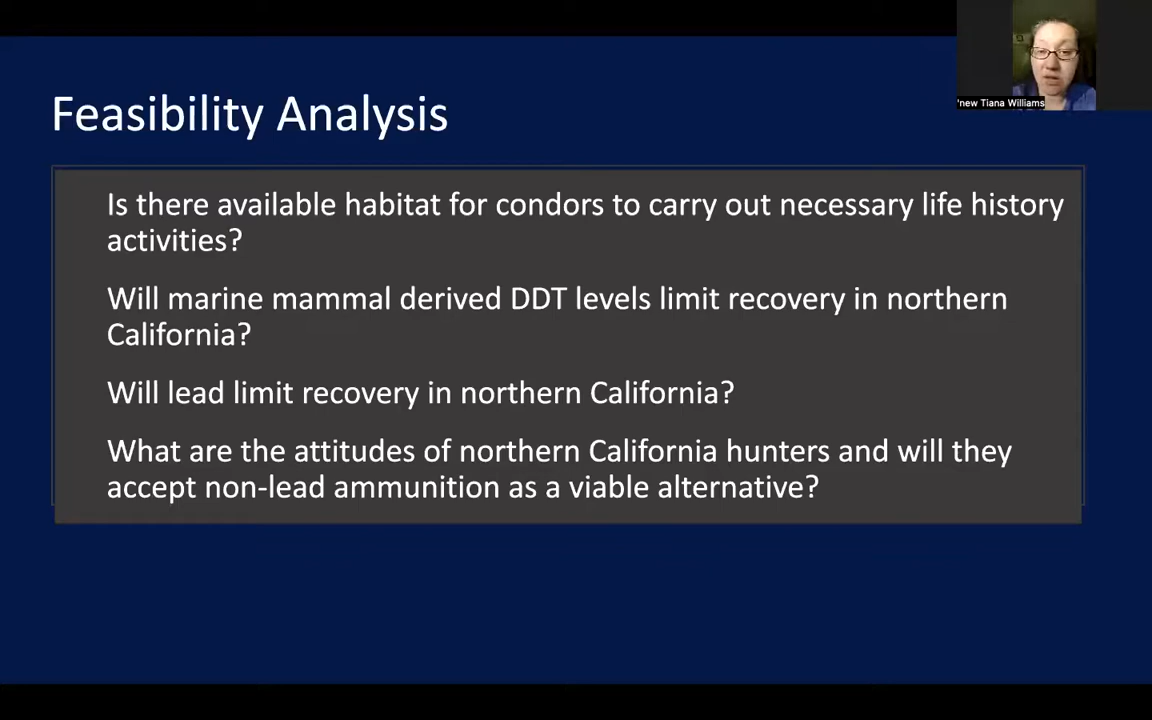 'new Tiana Williams
Feasibility Analysis
Is there available habitat for condors to carry out necessary life history
activities?
Will marine mammal derived DDT levels limit recovery in northern
California?
Will lead limit recovery in northern California?
What are the attitudes of northern California hunters and will they
accept non-lead ammunition as a viable alternative?